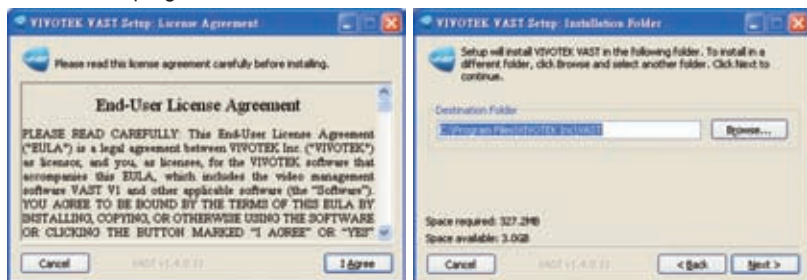 VIVOTEK VAST Setup: License Agreement
Please read this license agreement carefully before installing.
End-User License Agreement
PLEASE READ CAREFULLY: This End-User License Agreement
("EULA") is a legal agreement between VIVOTEK Inc. ("VIVOTEK")
as licensor, and you, as licensee, for the VIVOTEK software that
accompanies this EULA, which includes the video management
software VAST V1 and other applicable software (the "Software").
YOU AGREE TO BE BOUND BY THE TERMS OF THIS EULA BY
INSTALLING, COPYING, OR OTHERWISE USING THE SOFTWARE
OR CLICKING THE BUTTON MARKED "I AGREE" OR "YES"
Cancel
I Agree
VIVOTEK VAST Setup: Installation Folder
Setup will install VIVOTEK VAST in the following folder. To install in a
different folder, click Browse and select another folder. Click Next to
continue.
Destination Folder
C:\Program Files\VIVOTEK Inc\VAST
Browse...
Space required: 327.2MB
Space available: 3.0GB
Cancel
< Back
Next >